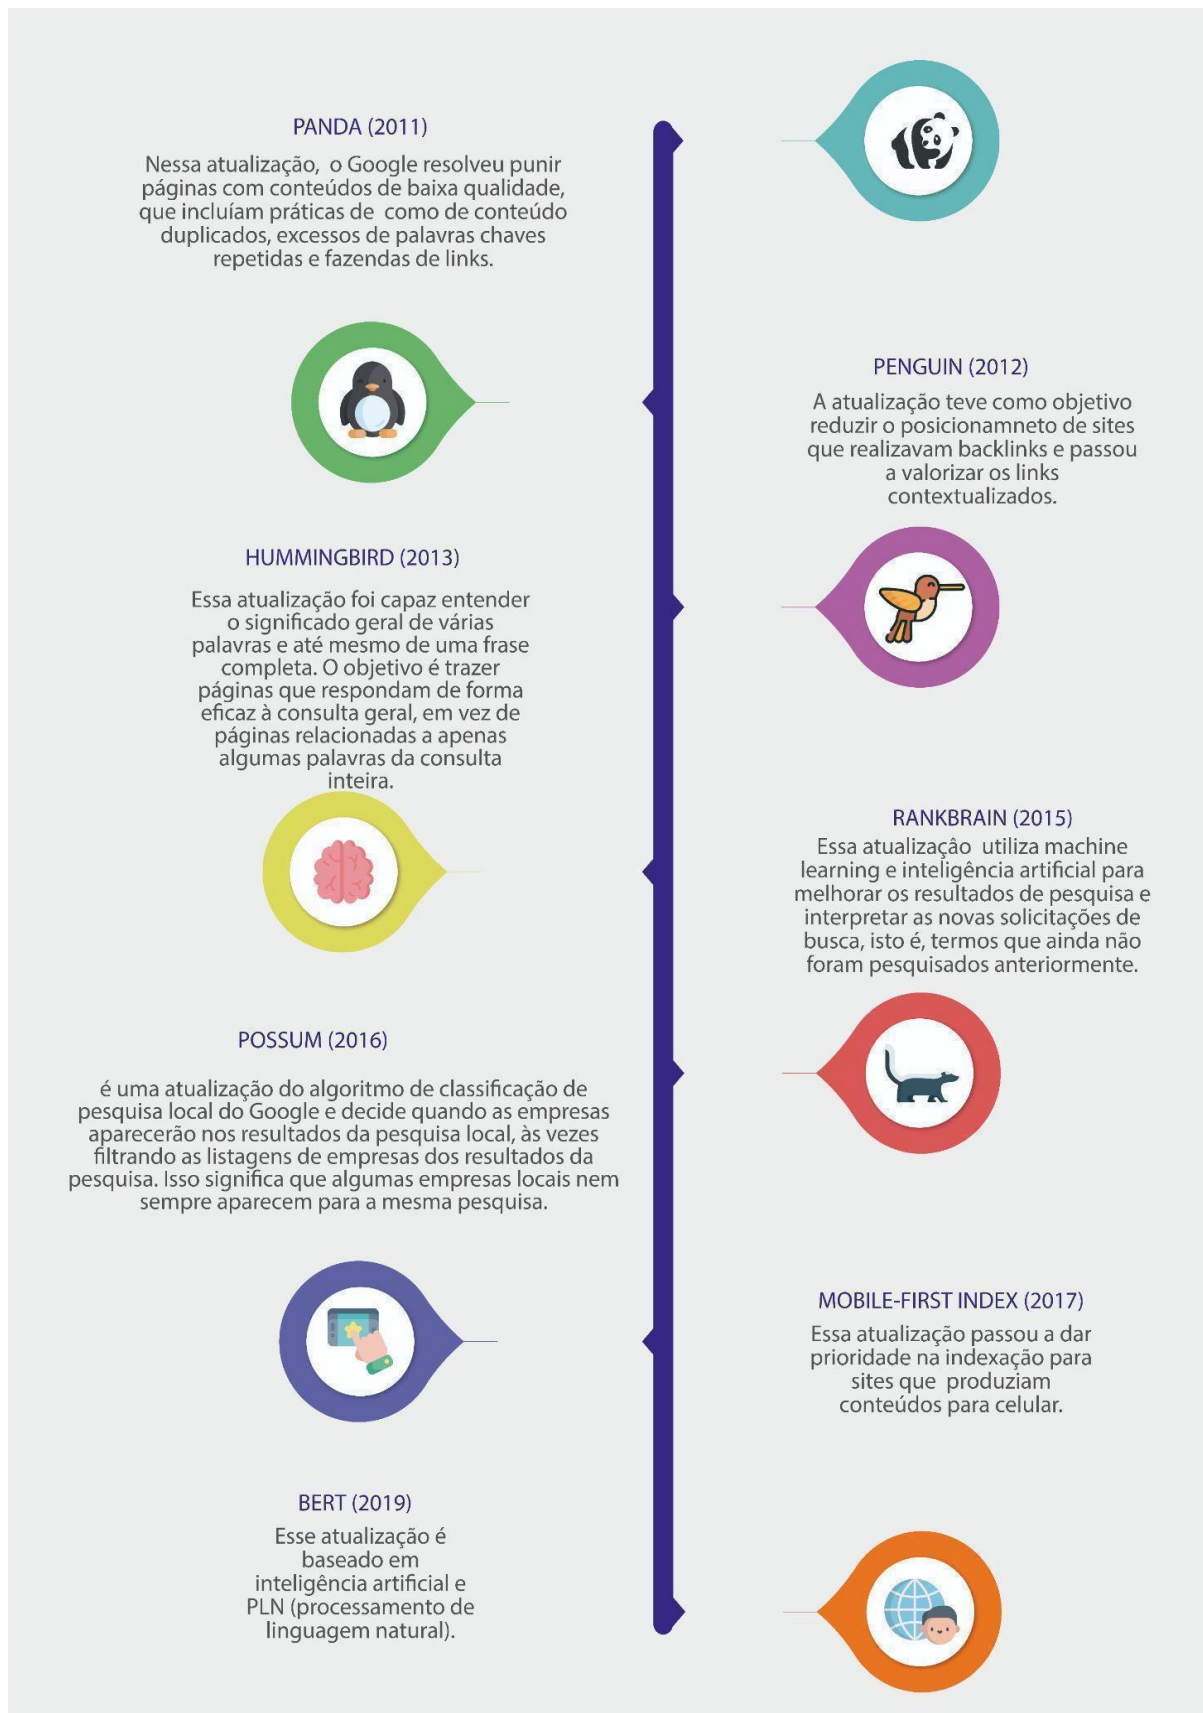 PANDA (2011)
Nessa atualização, o Google resolveu punir
páginas com conteúdos de baixa qualidade,
que incluíam práticas de como de conteúdo
duplicados, excessos de palavras chaves
repetidas e fazendas de links.
PENGUIN (2012)
A atualização teve como objetivo
reduzir o posicionamneto de sites
que realizavam backlinks e passou
a valorizar os links
contextualizados.
HUMMINGBIRD (2013)
Essa atualização foi capaz entender
o significado geral de várias
palavras e até mesmo de uma frase
completa. O objetivo é trazer
páginas que respondam de forma
eficaz à consulta geral, em vez de
páginas relacionadas a apenas
algumas palavras da consulta
inteira.
RANKBRAIN (2015)
Essa atualizaçâo utiliza machine
learning e inteligência artificial para
melhorar os resultados de pesquisa e
interpretar as novas solicitações de
busca, isto é, termos que ainda não
foram pesquisados anteriormente.
POSSUM (2016)
é uma atualização do algoritmo de classificação de
pesquisa local do Google e decide quando as empresas
aparecerão nos resultados da pesquisa local, às vezes
filtrando as listagens de empresas dos resultados da
pesquisa. Isso significa que algumas empresas locais nem
sempre aparecem para a mesma pesquisa.
MOBILE-FIRST INDEX (2017)
Essa atualização passou a dar
prioridade na indexação para
sites que produziam
conteúdos para celular.
BERT (2019)
Esse atualização é
baseado em
inteligência artificial e
PLN (processamento de
linguagem natural).